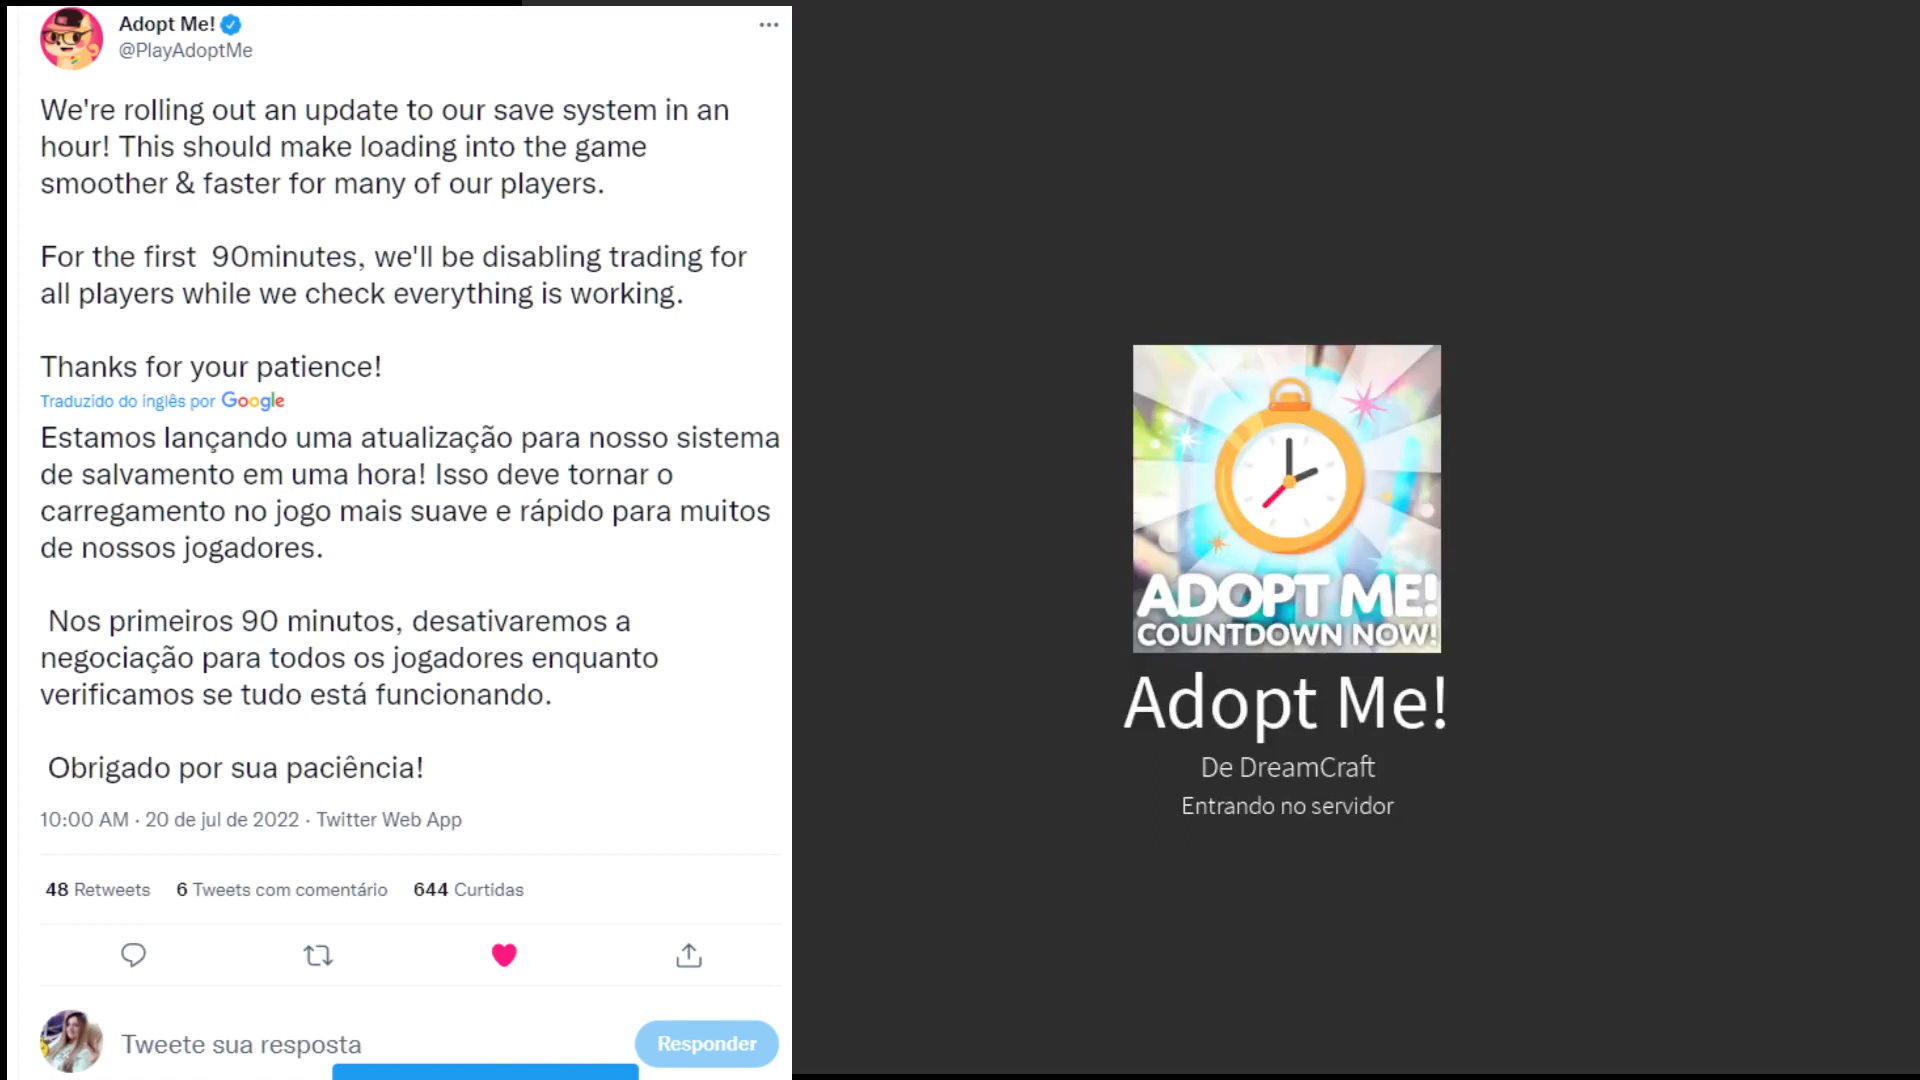 Adopt Me!
@PlayAdoptMe
We're rolling out an update to our save system in an
hour! This should make loading into the game
smoother & faster for many of our players.
For the first 90minutes, we'll be disabling trading for
all players while we check everything is working.
Thanks for your patience!
Traduzido do inglês por Google
Estamos lançando uma atualização para nosso sistema
de salvamento em uma hora! Isso deve tornar o
carregamento no jogo mais suave e rápido para muitos
de nossos jogadores.
Nos primeiros 90 minutos, desativaremos a
negociação para todos os jogadores enquanto
verificamos se tudo está funcionando.
Obrigado por sua paciência!
10:00 AM · 20 de jul de 2022 · Twitter Web App
48 Retweets 6 Tweets com comentário 644 Curtidas
Tweete sua resposta
Responder
ADOPT ME!
COUNTDOWN NOW!
Adopt Me!
De DreamCraft
Entrando no servidor